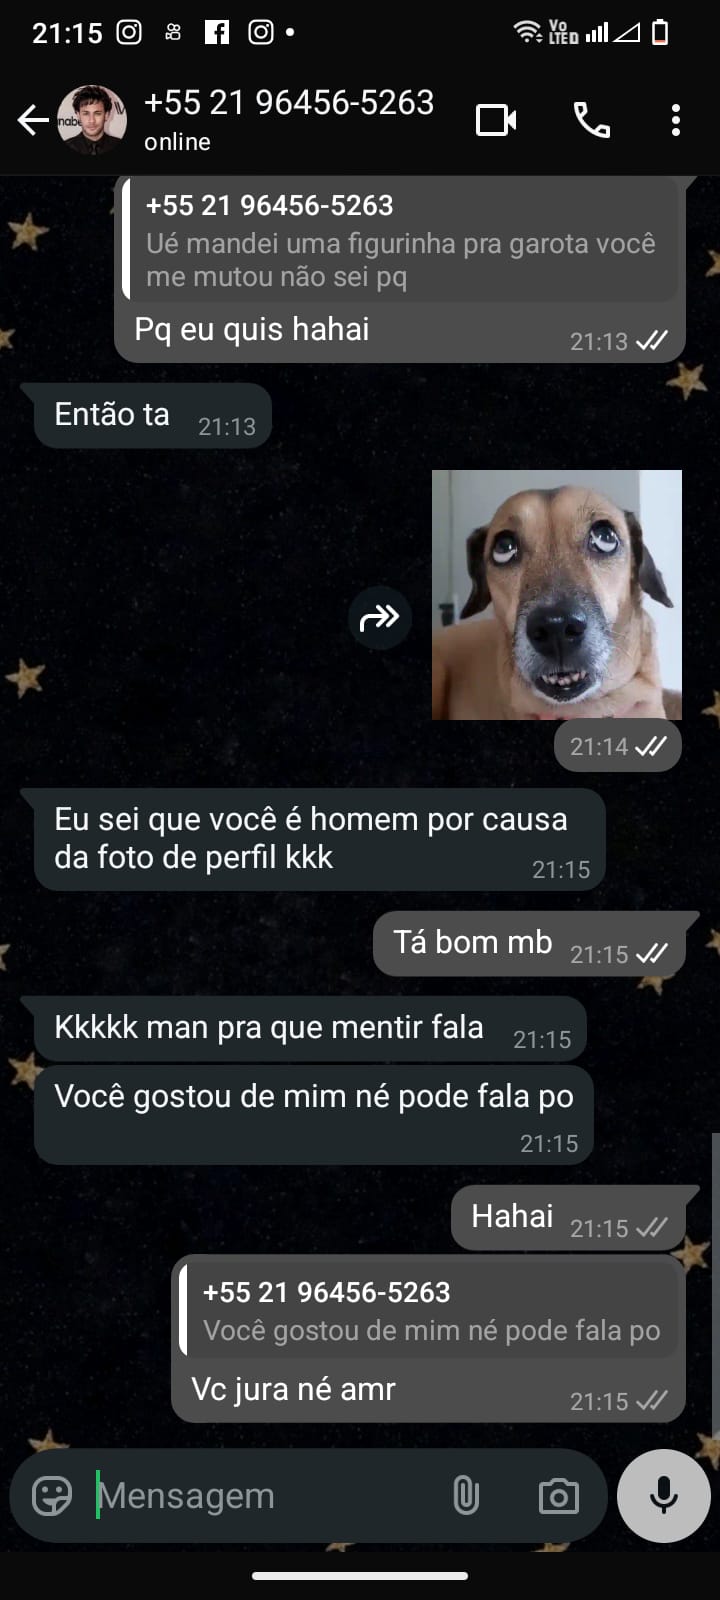 21:15
Vo
LTED
nabe
+55 21 96456-5263
online
+55 21 96456-5263
Ué mandei uma figurinha pra garota você
me mutou não sei pq
Pq eu quis hahai
21:13
Então ta
21:13
21:14
Eu sei que você é homem por causa
da foto de perfil kkk
21:15
Tá bom mb
21:15
Kkkkk man pra que mentir fala
21:15
Você gostou de mim né pode fala po
21:15
Hahai
21:15
+55 21 96456-5263
Você gostou de mim né pode fala po
Vc jura né amr
21:15
Mensagem